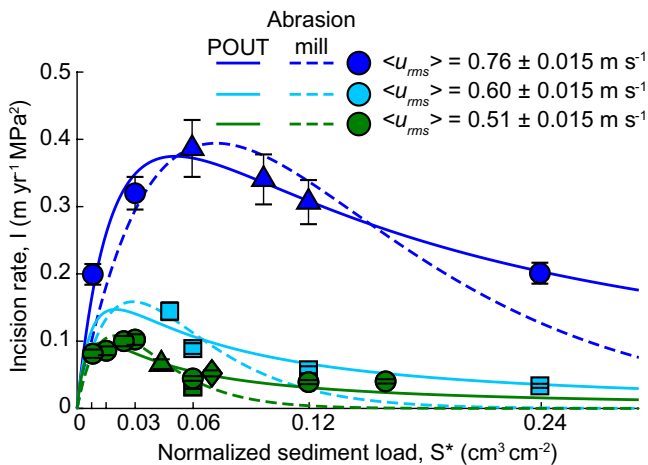 Abrasion
POUT mill
<u_rms> = 0.76 ± 0.015 m s⁻¹
<u_rms> = 0.60 ± 0.015 m s⁻¹
<u_rms> = 0.51 ± 0.015 m s⁻¹
Incision rate, I (m yr⁻¹ MPa²)
0.5
0.4
0.3
0.2
0.1
0
0 0.03 0.06 0.12 0.24
Normalized sediment load, S* (cm³ cm⁻²)